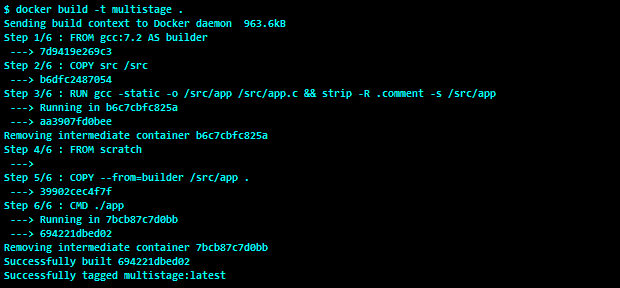 $ docker build -t multistage .
Sending build context to Docker daemon  963.6kB
Step 1/6 : FROM gcc:7.2 AS builder
 ---> 7d9419e269c3
Step 2/6 : COPY src /src
 ---> b6dfc2487054
Step 3/6 : RUN gcc -static -o /src/app /src/app.c && strip -R .comment -s /src/app
 ---> Running in b6c7cbfc825a
 ---> aa3907fd0bee
Removing intermediate container b6c7cbfc825a
Step 4/6 : FROM scratch
 --->
Step 5/6 : COPY --from=builder /src/app .
 ---> 39902cec4f7f
Step 6/6 : CMD ./app
 ---> Running in 7bcb87c7d0bb
 ---> 694221dbed02
Removing intermediate container 7bcb87c7d0bb
Successfully built 694221dbed02
Successfully tagged multistage:latest